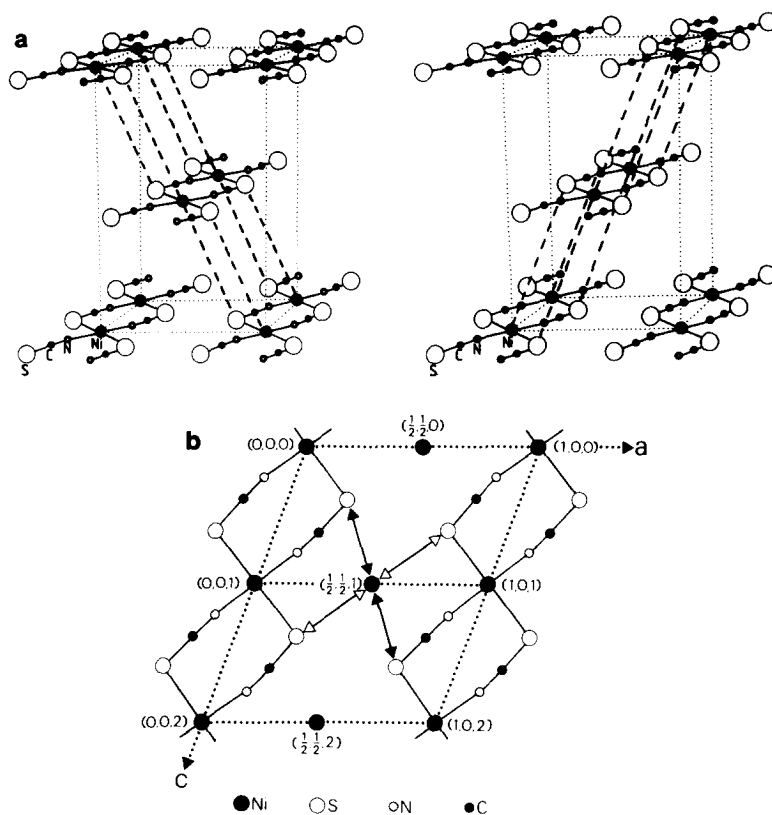 a
S C N Ni
S C N Ni
b
(0,0,0) (½,½,0) (1,0,0) a
(0,0,1) (½,½,1) (1,0,1)
(0,0,2) (½,½,2) (1,0,2)
C
Ni S N C